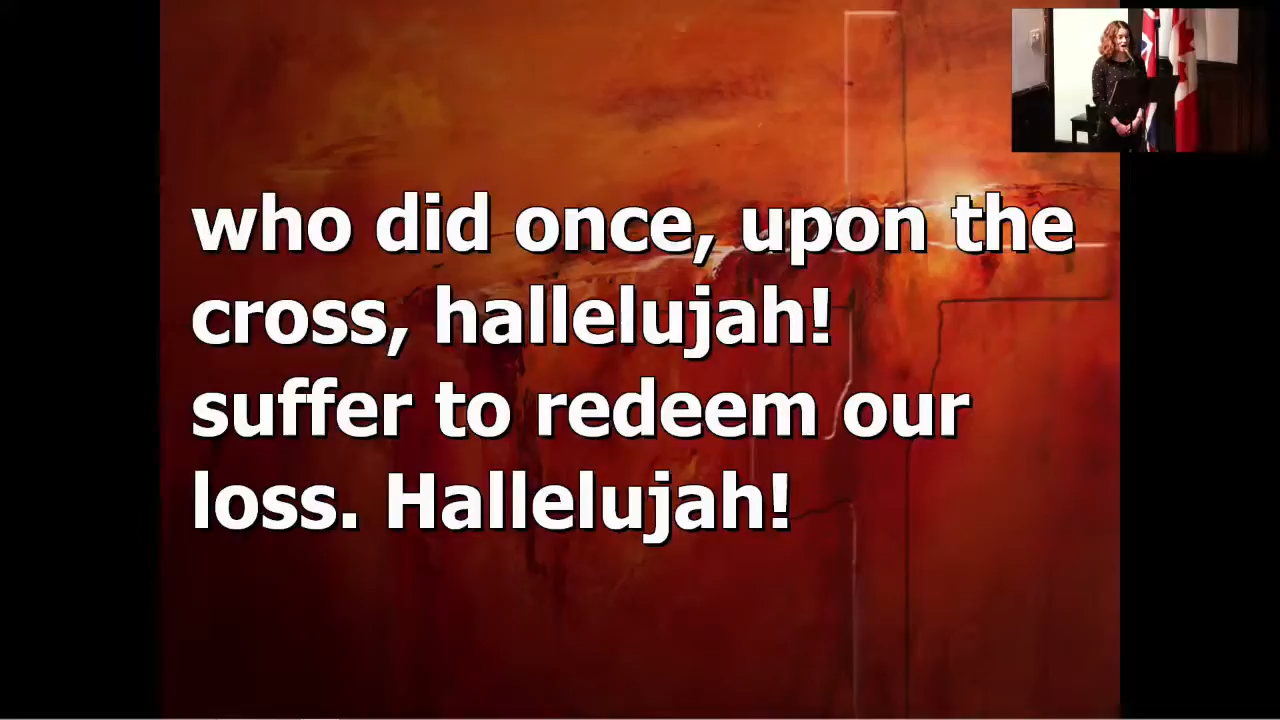 who did once, upon the
cross, hallelujah!
suffer to redeem our
loss. Hallelujah!